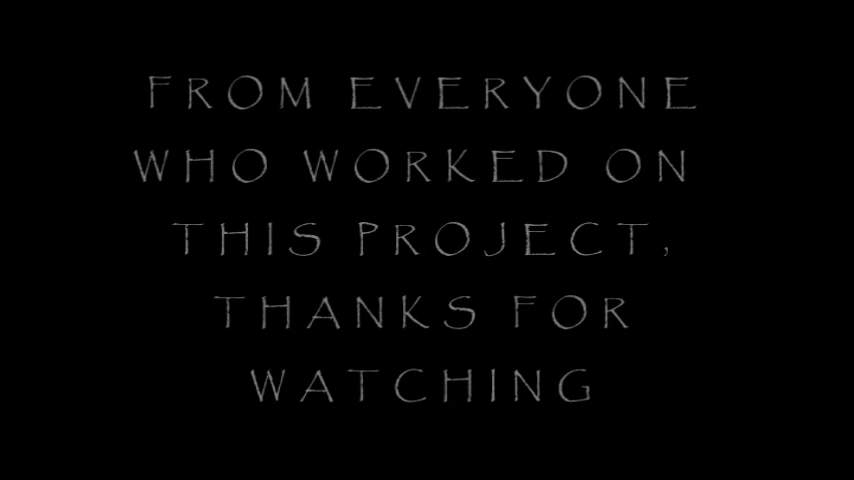 FROM EVERYONE
WHO WORKED ON
THIS PROJECT,
THANKS FOR
WATCHING